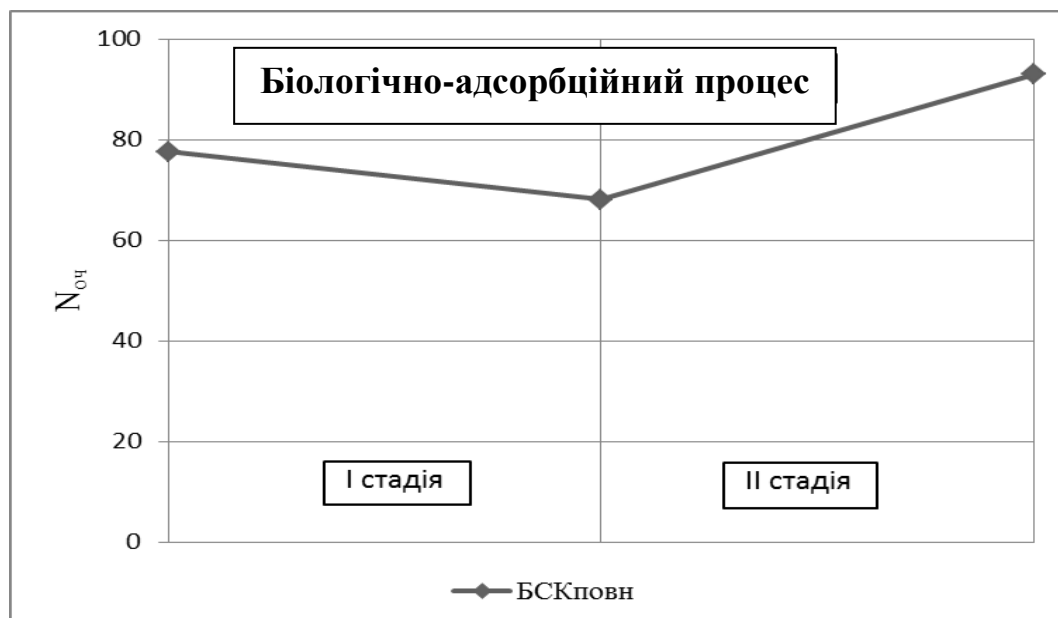 Біологічно-адсорбційний процес
100
80
60
40
20
0
Nоч
І стадія
ІІ стадія
БСКповн